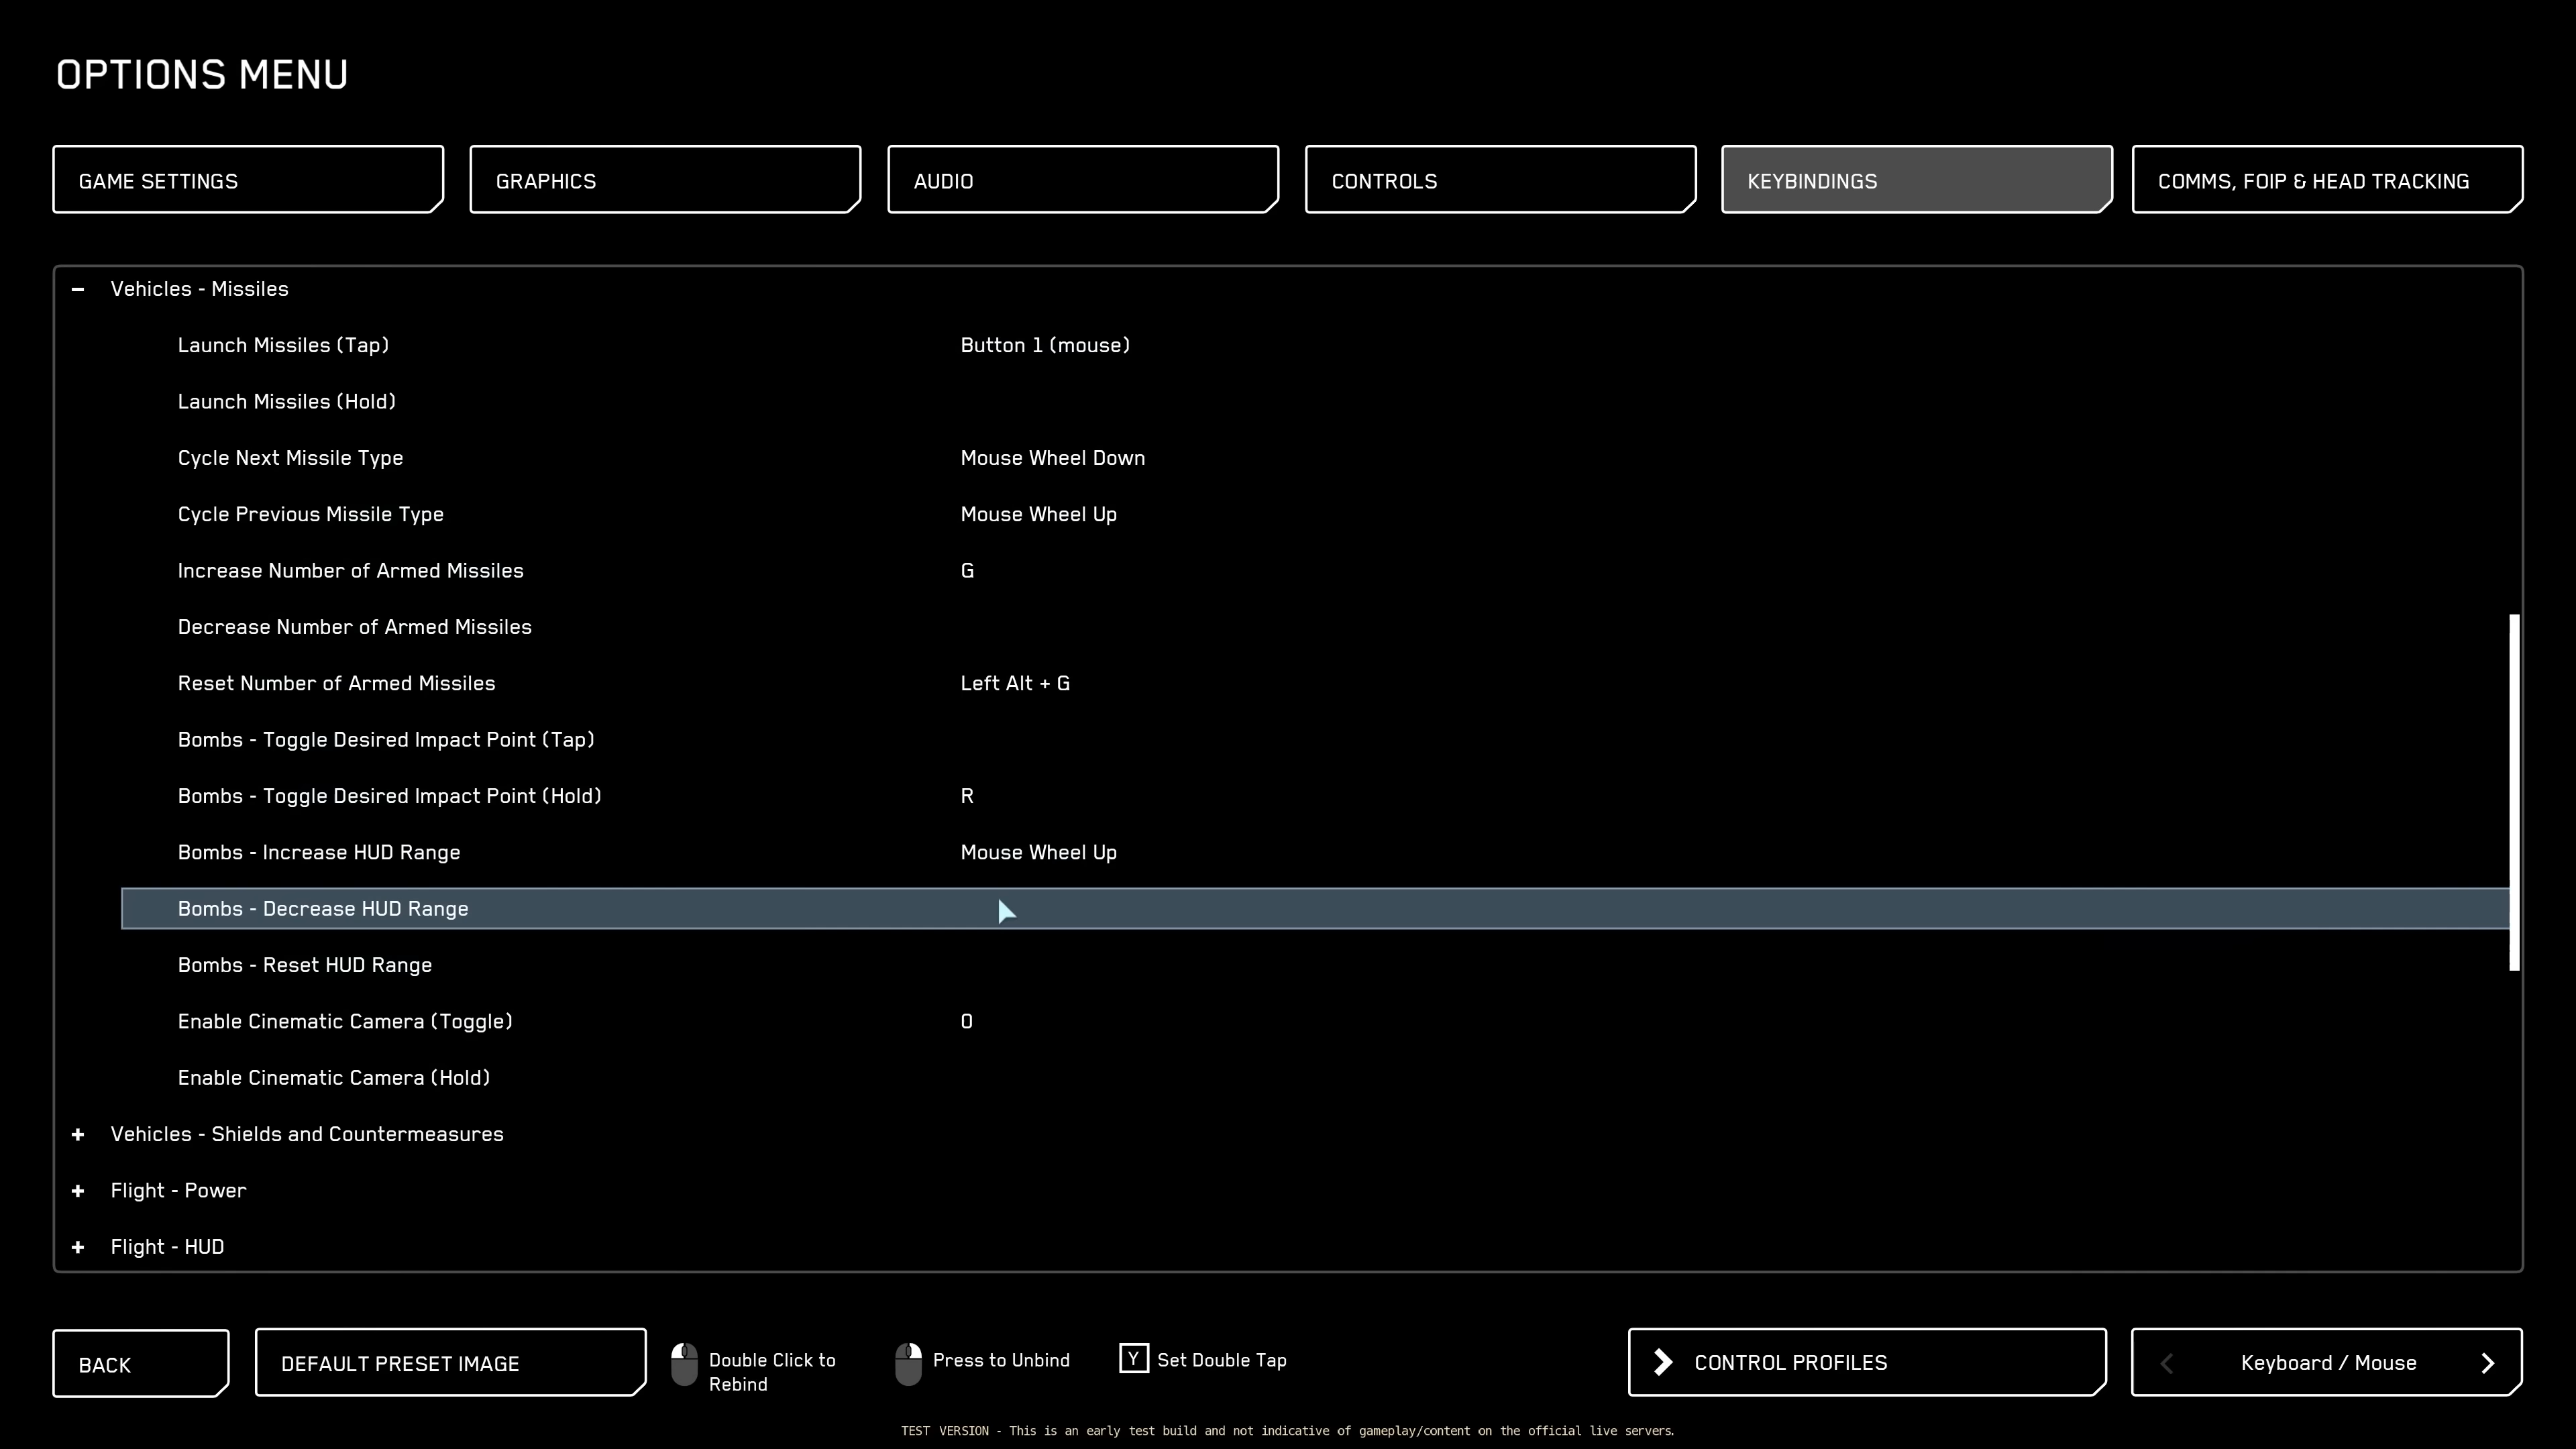 OPTIONS MENU
GAME SETTINGS
GRAPHICS
AUDIO
CONTROLS
KEYBINDINGS
COMMS, FOIP & HEAD TRACKING
Vehicles - Missiles
Launch Missiles (Tap) Button 1 (mouse)
Launch Missiles (Hold)
Cycle Next Missile Type Mouse Wheel Down
Cycle Previous Missile Type Mouse Wheel Up
Increase Number of Armed Missiles G
Decrease Number of Armed Missiles
Reset Number of Armed Missiles Left Alt + G
Bombs - Toggle Desired Impact Point (Tap)
Bombs - Toggle Desired Impact Point (Hold) R
Bombs - Increase HUD Range Mouse Wheel Up
Bombs - Decrease HUD Range
Bombs - Reset HUD Range
Enable Cinematic Camera (Toggle) 0
Enable Cinematic Camera (Hold)
Vehicles - Shields and Countermeasures
Flight - Power
Flight - HUD
BACK
DEFAULT PRESET IMAGE
Double Click to
Rebind
Press to Unbind
Y Set Double Tap
CONTROL PROFILES
Keyboard / Mouse
TEST VERSION - This is an early test build and not indicative of gameplay/content on the official live servers.